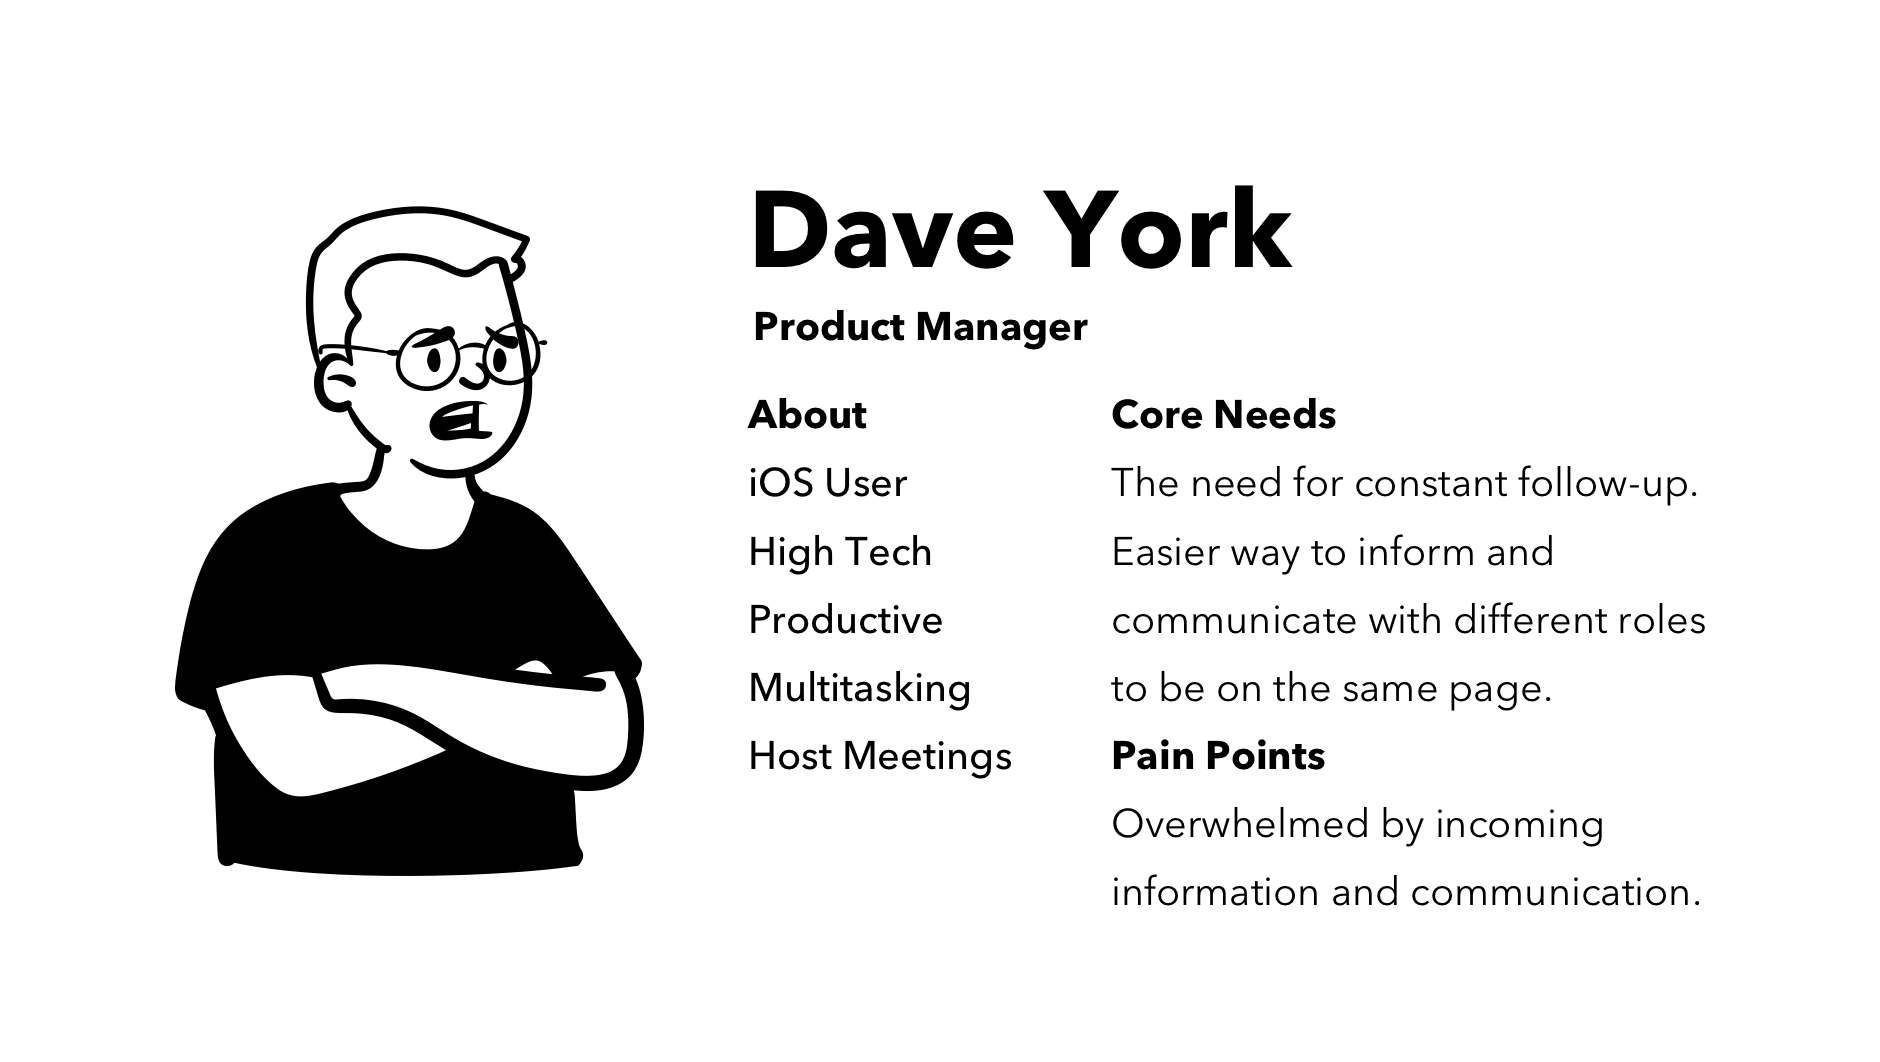 Dave York
Product Manager
About
iOS User
High Tech
Productive
Multitasking
Host Meetings
Core Needs
The need for constant follow-up.
Easier way to inform and
communicate with different roles
to be on the same page.
Pain Points
Overwhelmed by incoming
information and communication.